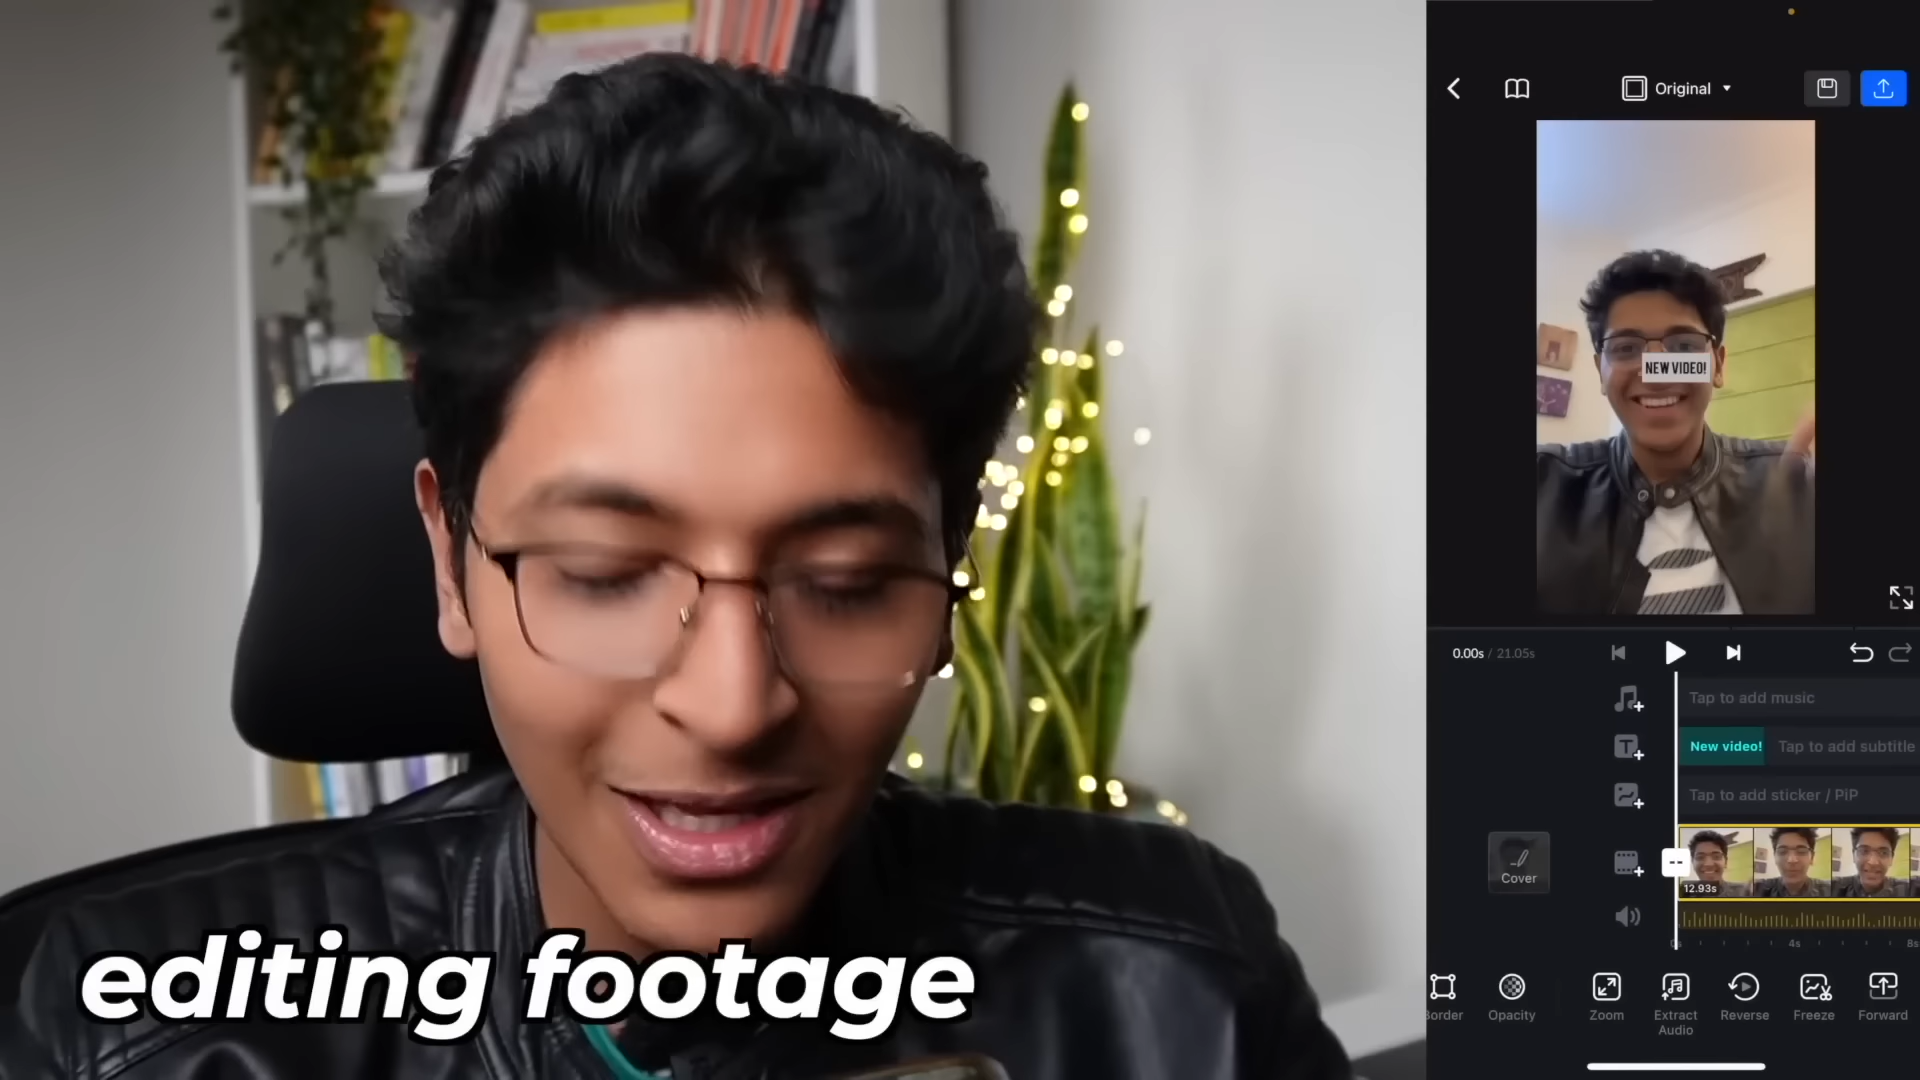 Original
NEW VIDEO!
0.00s / 21.05s
Tap to add music
New video! Tap to add subtitle
Tap to add sticker / PiP
Cover
12.93s
4s
8s
editing footage
Border
Opacity
Zoom
Extract
Audio
Reverse
Freeze
Forward